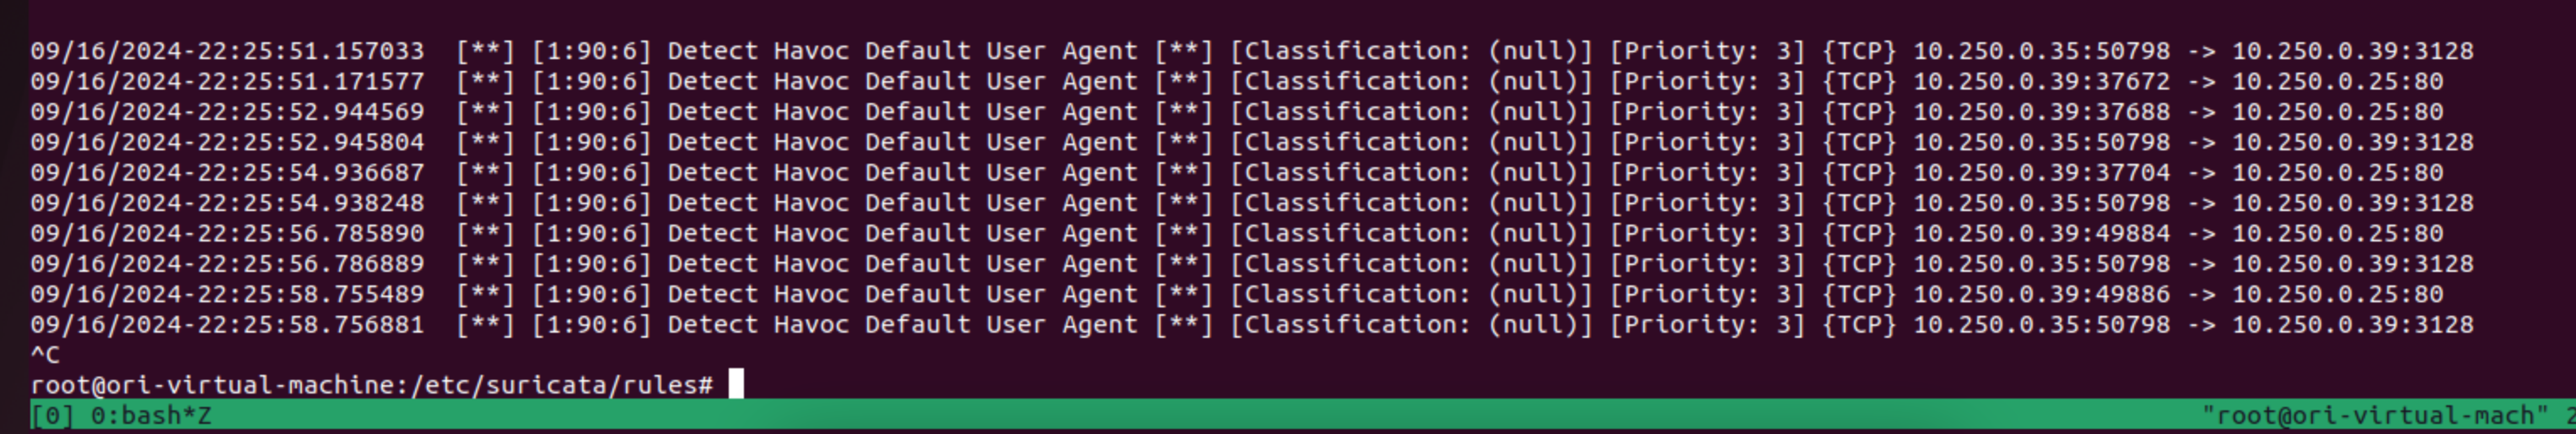 09/16/2024-22:25:51.157033  [**] [1:90:6] Detect Havoc Default User Agent [**] [Classification: (null)] [Priority: 3] {TCP} 10.250.0.35:50798 -> 10.250.0.39:3128
09/16/2024-22:25:51.171577  [**] [1:90:6] Detect Havoc Default User Agent [**] [Classification: (null)] [Priority: 3] {TCP} 10.250.0.39:37672 -> 10.250.0.25:80
09/16/2024-22:25:52.944569  [**] [1:90:6] Detect Havoc Default User Agent [**] [Classification: (null)] [Priority: 3] {TCP} 10.250.0.39:37688 -> 10.250.0.25:80
09/16/2024-22:25:52.945804  [**] [1:90:6] Detect Havoc Default User Agent [**] [Classification: (null)] [Priority: 3] {TCP} 10.250.0.35:50798 -> 10.250.0.39:3128
09/16/2024-22:25:54.936687  [**] [1:90:6] Detect Havoc Default User Agent [**] [Classification: (null)] [Priority: 3] {TCP} 10.250.0.39:37704 -> 10.250.0.25:80
09/16/2024-22:25:54.938248  [**] [1:90:6] Detect Havoc Default User Agent [**] [Classification: (null)] [Priority: 3] {TCP} 10.250.0.35:50798 -> 10.250.0.39:3128
09/16/2024-22:25:56.785890  [**] [1:90:6] Detect Havoc Default User Agent [**] [Classification: (null)] [Priority: 3] {TCP} 10.250.0.39:49884 -> 10.250.0.25:80
09/16/2024-22:25:56.786889  [**] [1:90:6] Detect Havoc Default User Agent [**] [Classification: (null)] [Priority: 3] {TCP} 10.250.0.35:50798 -> 10.250.0.39:3128
09/16/2024-22:25:58.755489  [**] [1:90:6] Detect Havoc Default User Agent [**] [Classification: (null)] [Priority: 3] {TCP} 10.250.0.39:49886 -> 10.250.0.25:80
09/16/2024-22:25:58.756881  [**] [1:90:6] Detect Havoc Default User Agent [**] [Classification: (null)] [Priority: 3] {TCP} 10.250.0.35:50798 -> 10.250.0.39:3128
^C
root@ori-virtual-machine:/etc/suricata/rules#
[0] 0:bash*Z "root@ori-virtual-mach" 2